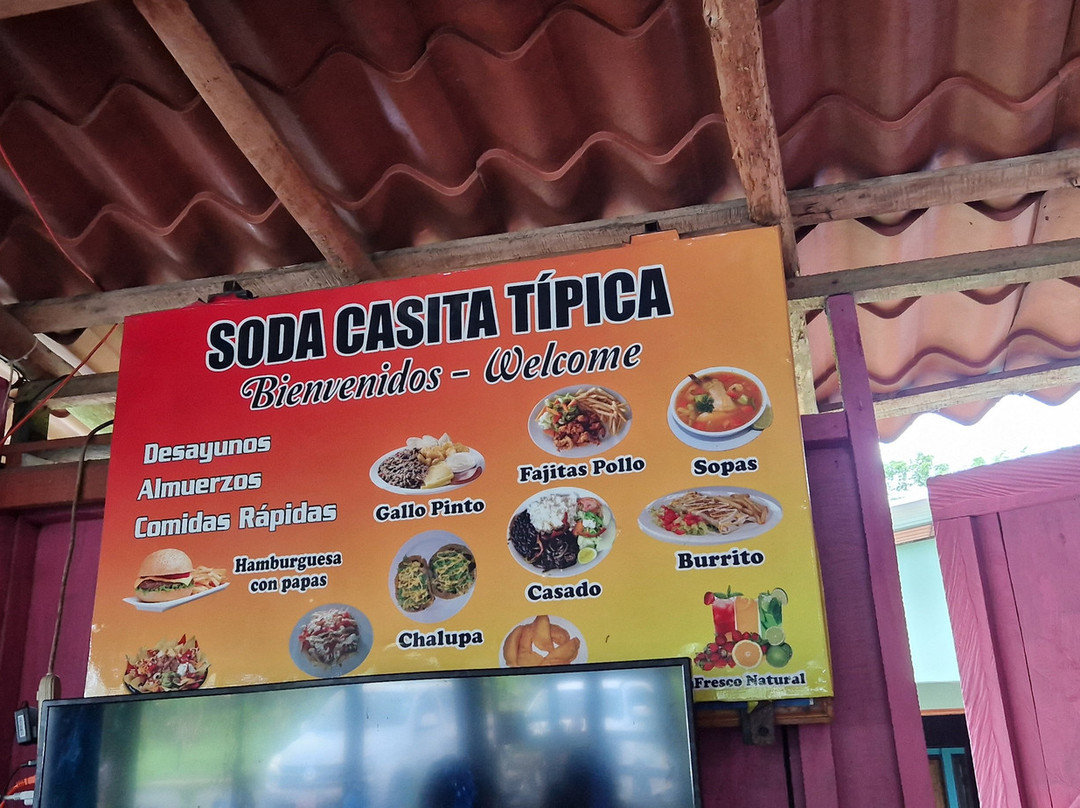 SODA CASITA TÍPICA
Bienvenidos - Welcome
Desayunos
Almuerzos
Comidas Rápidas
Gallo Pinto
Fajitas Pollo
Sopas
Hamburguesa
con papas
Chalupa
Casado
Burrito
Fresco Natural